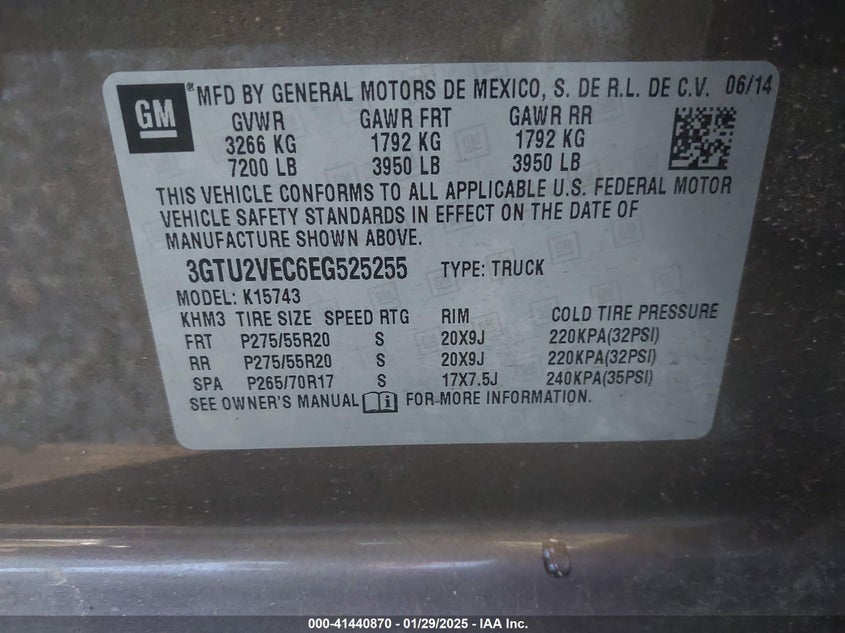 GM ® MFD BY GENERAL MOTORS DE MEXICO, S. DE R.L. DE C.V. 06/14
GVWR GAWR FRT GAWR RR
3266 KG 1792 KG 1792 KG
7200 LB 3950 LB 3950 LB
THIS VEHICLE CONFORMS TO ALL APPLICABLE U.S. FEDERAL MOTOR
VEHICLE SAFETY STANDARDS IN EFFECT ON THE DATE OF
MANUFACTURE SHOWN ABOVE.
3GTU2VEC6EG525255 TYPE: TRUCK
MODEL: K15743
KHM3 TIRE SIZE SPEED RTG RIM COLD TIRE PRESSURE
FRT P275/55R20 S 20X9J 220KPA(32PSI)
RR P275/55R20 S 20X9J 220KPA(32PSI)
SPA P265/70R17 S 17X7.5J 240KPA(35PSI)
SEE OWNER'S MANUAL i FOR MORE INFORMATION.
000-41440870 - 01/29/2025 - IAA Inc.